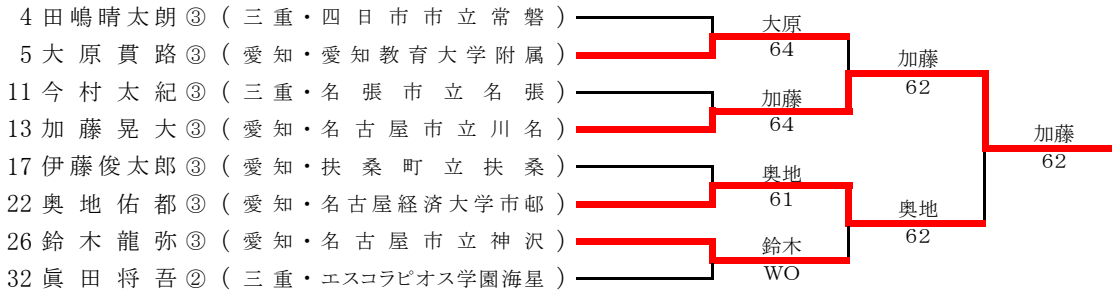 4 田嶋晴太朗 ③ ( 三重・四日市市立常磐 )
5 大原貫路 ③ ( 愛知・愛知教育大学附属 )
11 今村太紀 ③ ( 三重・名張市立名張 )
13 加藤晃大 ③ ( 愛知・名古屋市立川名 )
17 伊藤俊太郎 ③ ( 愛知・扶桑町立扶桑 )
22 奥地佑都 ③ ( 愛知・名古屋経済大学市邨 )
26 鈴木龍弥 ③ ( 愛知・名古屋市立神沢 )
32 眞田将吾 ② ( 三重・エスコラピオス学園海星 )
大原
64
加藤
64
奥地
61
鈴木
WO
加藤
62
奥地
62
加藤
62